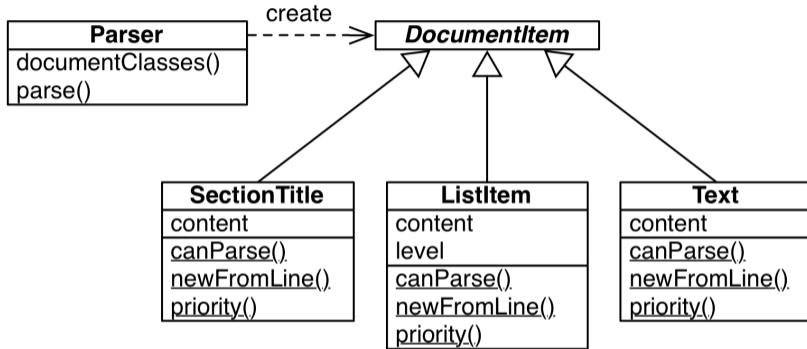 create
Parser
documentClasses()
parse()
DocumentItem
SectionTitle
content
canParse()
newFromLine()
priority()
ListItem
content
level
canParse()
newFromLine()
priority()
Text
content
canParse()
newFromLine()
priority()